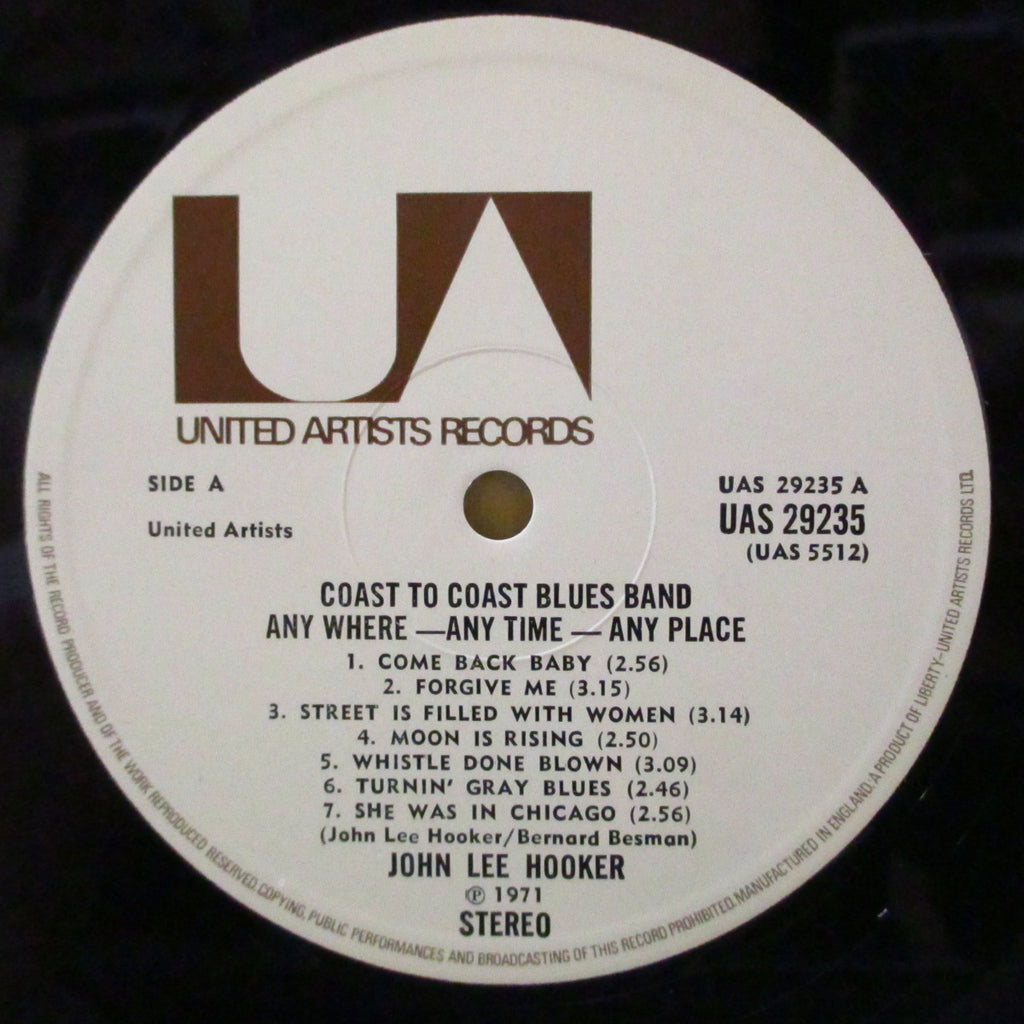 UA
UNITED ARTISTS RECORDS
SIDE A
United Artists
UAS 29235 A
UAS 29235
(UAS 5512)
COAST TO COAST BLUES BAND
ANY WHERE —ANY TIME — ANY PLACE
1. COME BACK BABY (2.56)
2. FORGIVE ME (3.15)
3. STREET IS FILLED WITH WOMEN (3.14)
4. MOON IS RISING (2.50)
5. WHISTLE DONE BLOWN (3.09)
6. TURNIN' GRAY BLUES (2.46)
7. SHE WAS IN CHICAGO (2.56)
(John Lee Hooker/Bernard Besman)
JOHN LEE HOOKER
℗ 1971
STEREO
ALL RIGHTS OF THE RECORD PRODUCER AND OF THE WORK REPRODUCED RESERVED. COPYING, PUBLIC PERFORMANCES AND BROADCASTING OF THIS RECORD PROHIBITED. MANUFACTURED IN ENGLAND. A PRODUCT OF LIBERTY-UNITED ARTISTS RECORDS LTD.